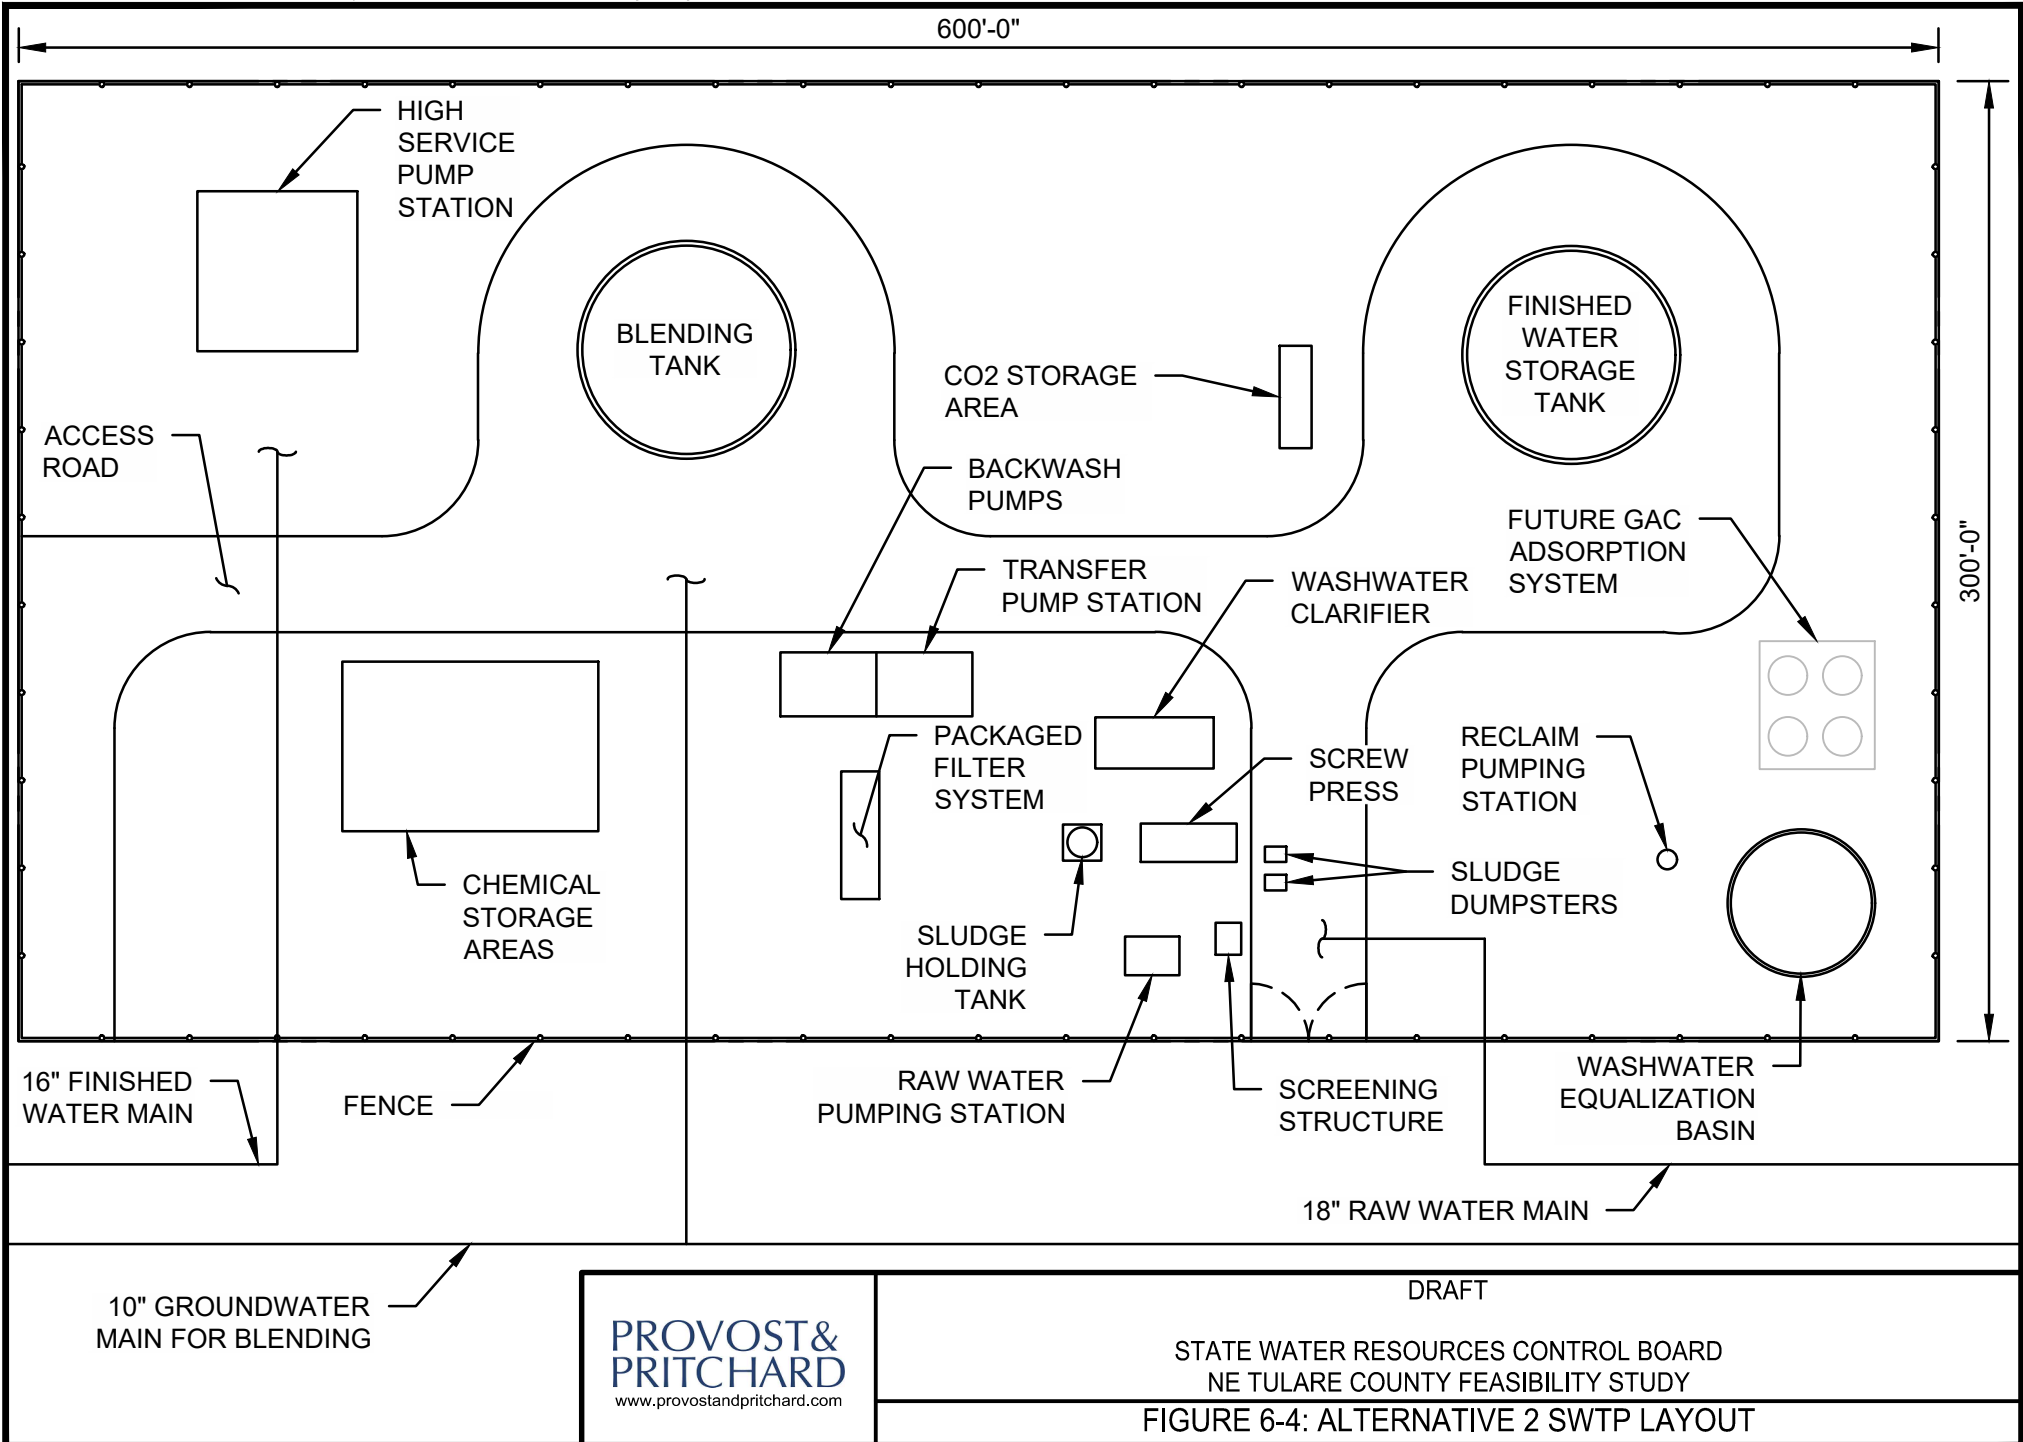 600'-0"
HIGH
SERVICE
PUMP
STATION
BLENDING
TANK
FINISHED
WATER
STORAGE
TANK
CO2 STORAGE
AREA
ACCESS
ROAD
BACKWASH
PUMPS
FUTURE GAC
ADSORPTION
SYSTEM
300'-0"
TRANSFER
PUMP STATION
WASHWATER
CLARIFIER
PACKAGED
FILTER
SYSTEM
SCREW
PRESS
RECLAIM
PUMPING
STATION
CHEMICAL
STORAGE
AREAS
SLUDGE
HOLDING
TANK
SLUDGE
DUMPSTERS
16" FINISHED
WATER MAIN
FENCE
RAW WATER
PUMPING STATION
SCREENING
STRUCTURE
WASHWATER
EQUALIZATION
BASIN
18" RAW WATER MAIN
10" GROUNDWATER
MAIN FOR BLENDING
PROVOST&
PRITCHARD
www.provostandpritchard.com
DRAFT
STATE WATER RESOURCES CONTROL BOARD
NE TULARE COUNTY FEASIBILITY STUDY
FIGURE 6-4: ALTERNATIVE 2 SWTP LAYOUT